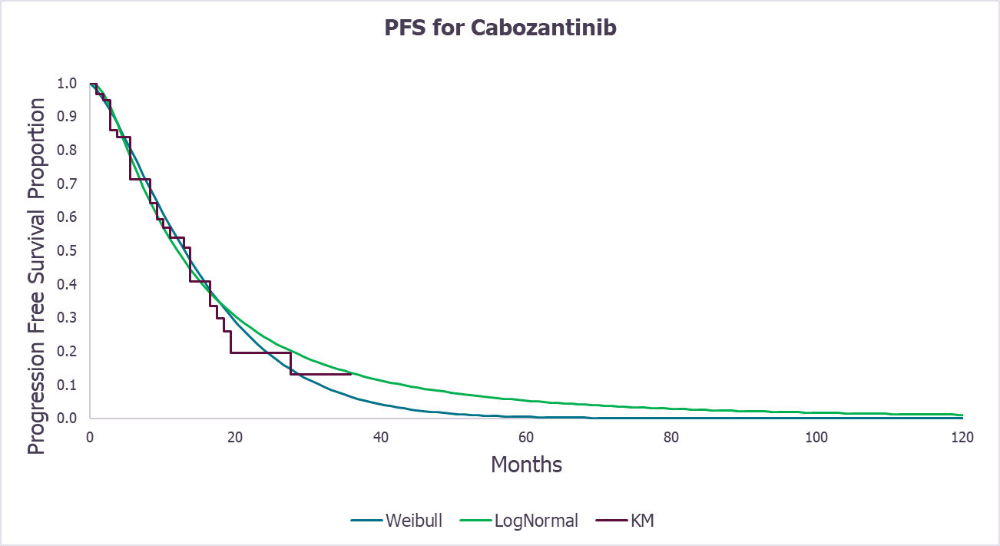 PFS for Cabozantinib
Progression Free Survival Proportion
1.0
0.9
0.8
0.7
0.6
0.5
0.4
0.3
0.2
0.1
0.0
0 20 40 60 80 100 120
Months
Weibull LogNormal KM